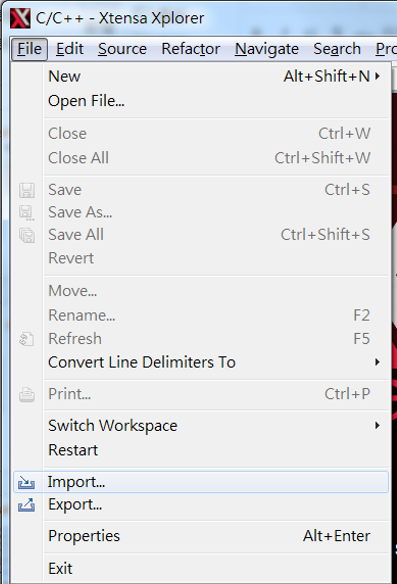 C/C++ - Xtensa Xplorer
File Edit Source Refactor Navigate Search Pr
New Alt+Shift+N
Open File...
Close Ctrl+W
Close All Ctrl+Shift+W
Save Ctrl+S
Save As...
Save All Ctrl+Shift+S
Revert
Move...
Rename... F2
Refresh F5
Convert Line Delimiters To
Print... Ctrl+P
Switch Workspace
Restart
Import...
Export...
Properties Alt+Enter
Exit